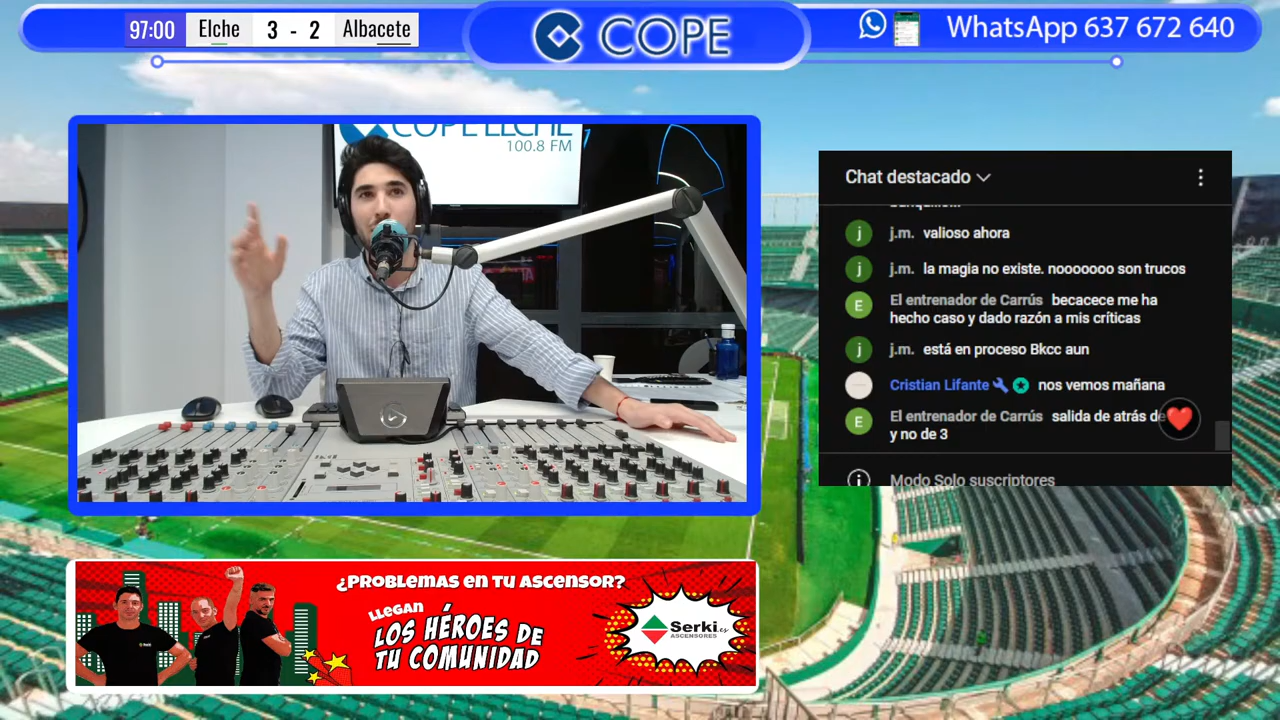 97:00 Elche 3 - 2 Albacete
COPE
WhatsApp 637 672 640
COPE ELCHE
100.8 FM
Chat destacado
j j.m. valioso ahora
j j.m. la magia no existe. nooooooo son trucos
E El entrenador de Carrús becacece me ha
hecho caso y dado razón a mis críticas
j j.m. está en proceso Bkcc aun
Cristian Lifante nos vemos mañana
E El entrenador de Carrús salida de atrás de
y no de 3
Modo Solo suscriptores
¿PROBLEMAS EN TU ASCENSOR?
LLEGAN
LOS HÉROES DE
TU COMUNIDAD
Serki.es
ASCENSORES